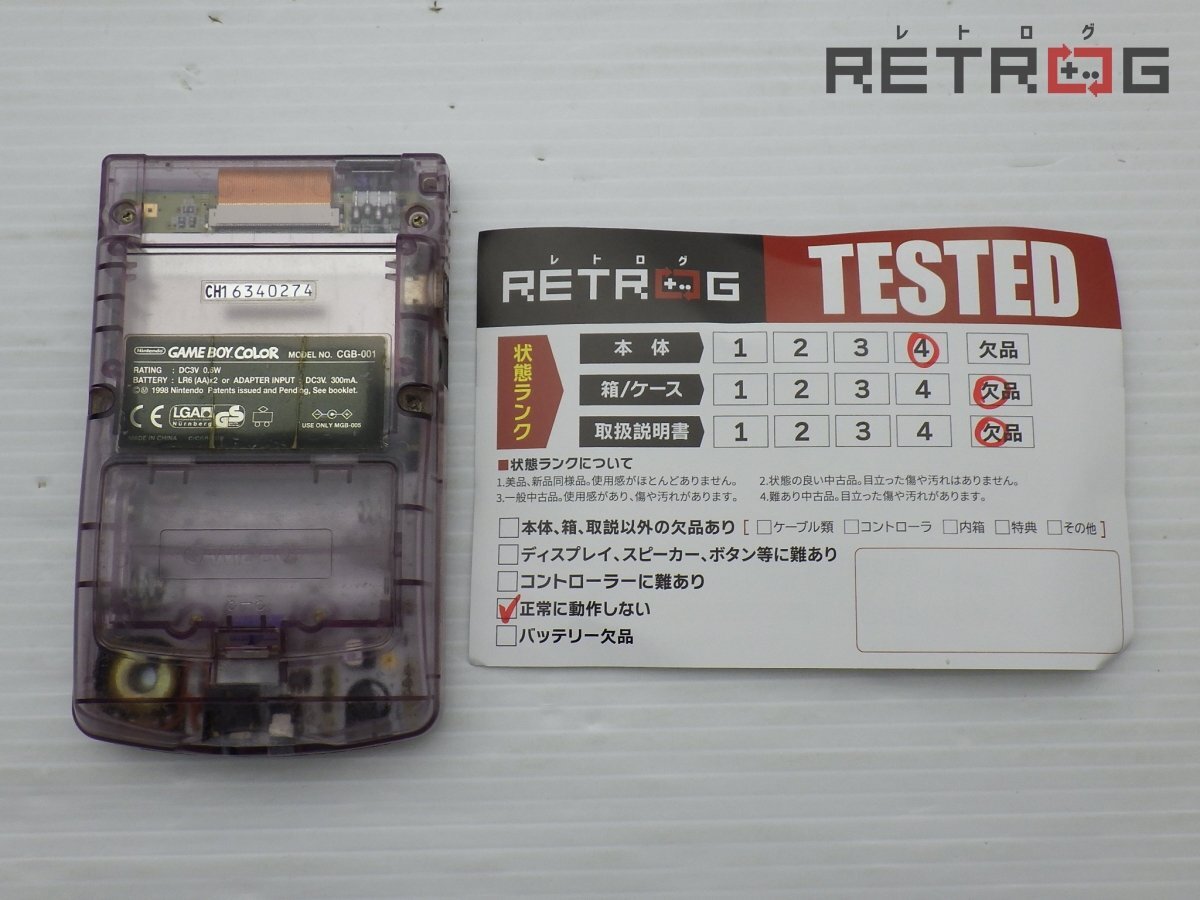 レトログ
RETROG
CH16340274
Nintendo GAME BOY COLOR MODEL NO. CGB-001
RATING : DC3V 0.6W
BATTERY : LR6 (AA)x2 or ADAPTER INPUT : DC3V. 300mA.
©Ⓜ 1998 Nintendo Patents issued and Pending, See booklet.
CE LGA Nürnberg GS
USE ONLY MGB-005
MADE IN CHINA
レトログ
RETROG
TESTED
状態ランク
本体 1 2 3 4 欠品
箱/ケース 1 2 3 4 欠品
取扱説明書 1 2 3 4 欠品
■状態ランクについて
1.美品、新品同様品。使用感がほとんどありません。 2.状態の良い中古品。目立った傷や汚れはありません。
3.一般中古品。使用感があり、傷や汚れがあります。 4.難あり中古品。目立った傷や汚れがあります。
本体、箱、取説以外の欠品あり [ ケーブル類 コントローラ 内箱 特典 その他 ]
ディスプレイ、スピーカー、ボタン等に難あり
コントローラーに難あり
正常に動作しない
バッテリー欠品